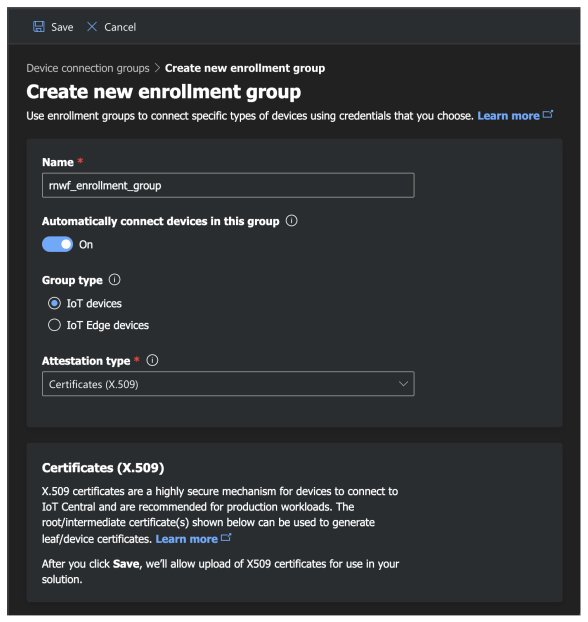 Save Cancel
Device connection groups > Create new enrollment group
Create new enrollment group
Use enrollment groups to connect specific types of devices using credentials that you choose. Learn more
Name *
rnwf_enrollment_group
Automatically connect devices in this group
On
Group type
IoT devices
IoT Edge devices
Attestation type *
Certificates (X.509)
Certificates (X.509)
X.509 certificates are a highly secure mechanism for devices to connect to
IoT Central and are recommended for production workloads. The
root/intermediate certificate(s) shown below can be used to generate
leaf/device certificates. Learn more
After you click Save, we'll allow upload of X509 certificates for use in your
solution.